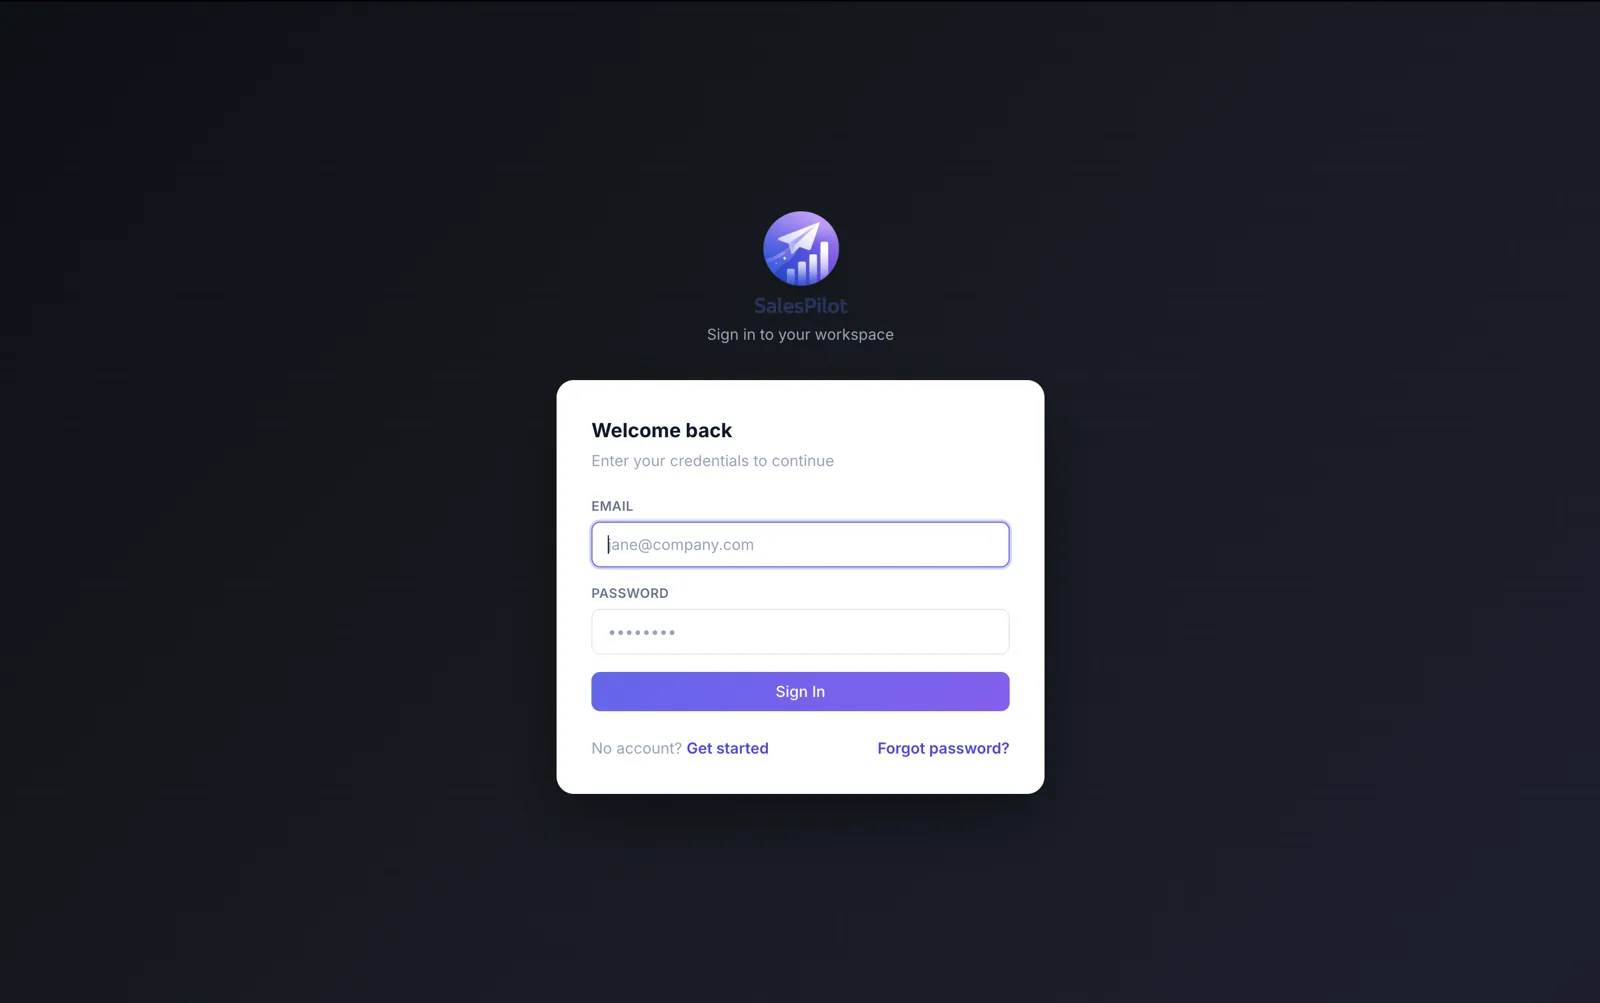 SalesPilot
Sign in to your workspace
Welcome back
Enter your credentials to continue
EMAIL
jane@company.com
PASSWORD
••••••••
Sign In
No account? Get started
Forgot password?